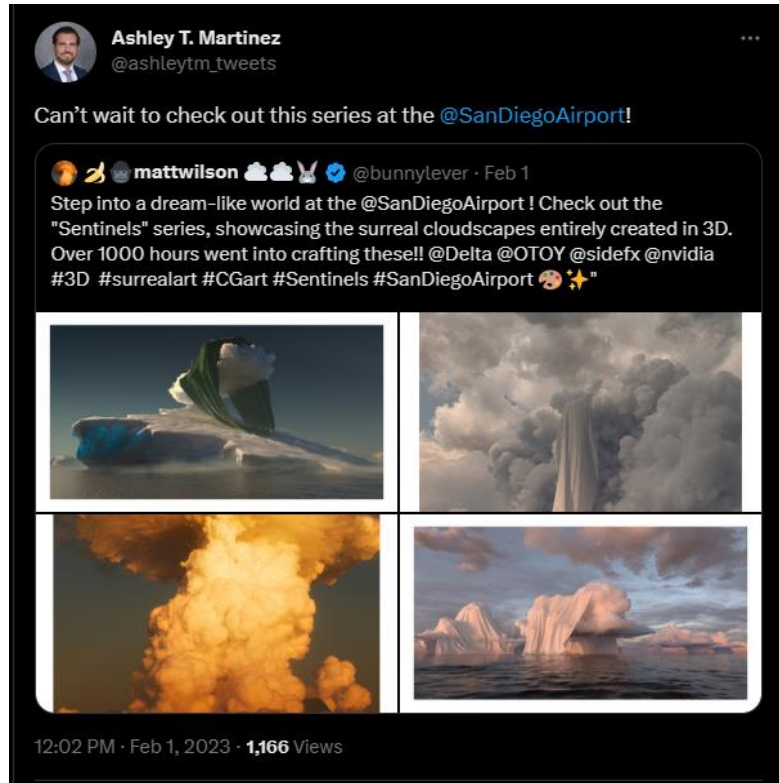 Ashley T. Martinez
@ashleytm_tweets
Can’t wait to check out this series at the @SanDiegoAirport!
mattwilson @bunnylever · Feb 1
Step into a dream-like world at the @SanDiegoAirport ! Check out the
"Sentinels" series, showcasing the surreal cloudscapes entirely created in 3D.
Over 1000 hours went into crafting these!! @Delta @OTOY @sidefx @nvidia
#3D #surrealart #CGart #Sentinels #SanDiegoAirport 🎨✨"
12:02 PM · Feb 1, 2023 · 1,166 Views